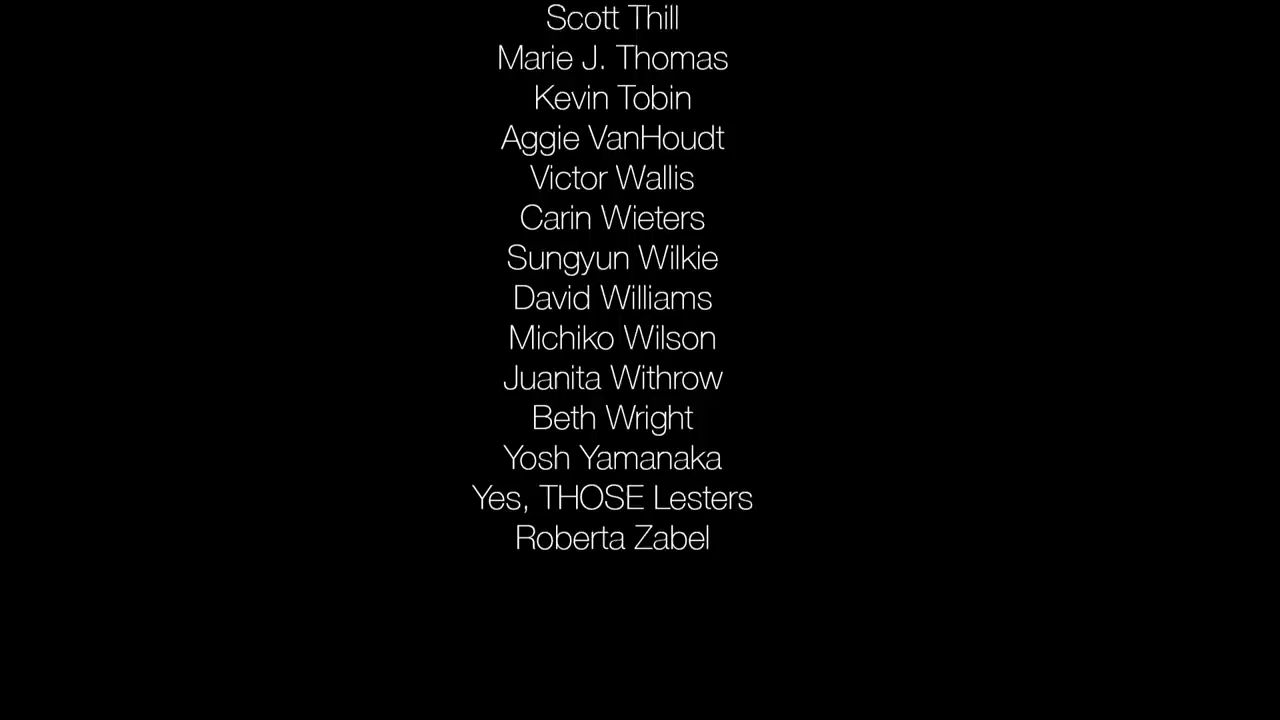 Scott Thill
Marie J. Thomas
Kevin Tobin
Aggie VanHoudt
Victor Wallis
Carin Wieters
Sungyun Wilkie
David Williams
Michiko Wilson
Juanita Withrow
Beth Wright
Yosh Yamanaka
Yes, THOSE Lesters
Roberta Zabel